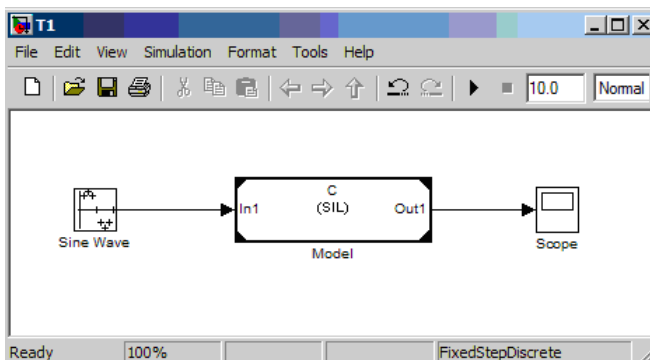 T1
File Edit View Simulation Format Tools Help
10.0 Normal
C
(SIL)
In1 Out1
Sine Wave
Model
Scope
Ready 100% FixedStepDiscrete